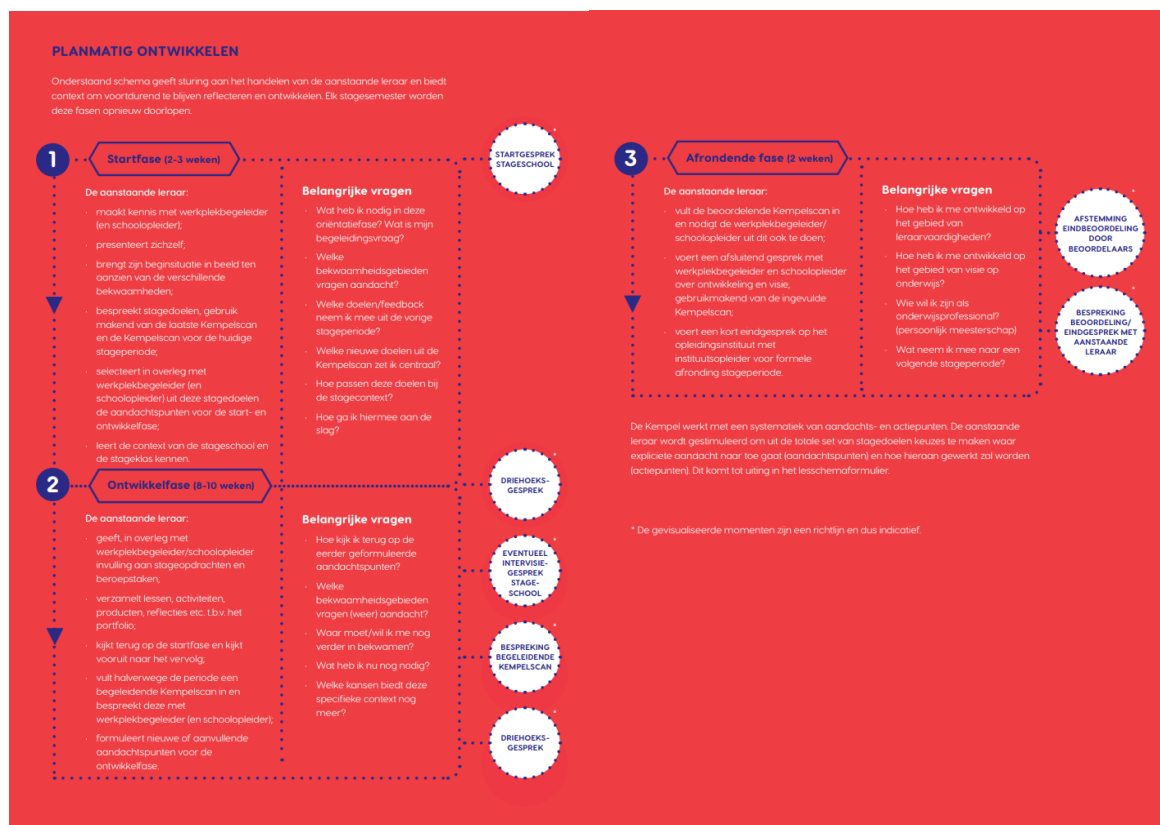 PLANMATIG ONTWIKKELEN
Onderstaand schema geeft sturing aan het handelen van de aanstaande leraar en biedt
context om voortdurend te blijven reflecteren en ontwikkelen. Elk stagesemester worden
deze fasen opnieuw doorlopen.
1
Startfase (2-3 weken)
De aanstaande leraar:
· maakt kennis met werkplekbegeleider
(en schoolopleider);
· presenteert zichzelf;
· brengt zijn beginsituatie in beeld ten
aanzien van de verschillende
bekwaamheden;
· bespreekt stagedoelen, gebruik
makend van de laatste Kempelscan
en de Kempelscan voor de huidige
stageperiode;
· selecteert in overleg met
werkplekbegeleider (en
schoolopleider) uit deze stagedoelen
de aandachtspunten voor de start- en
ontwikkelfase;
· leert de context van de stageschool en
de stageklas kennen.
Belangrijke vragen
· Wat heb ik nodig in deze
oriëntatiefase? Wat is mijn
begeleidingsvraag?
· Welke
bekwaamheidsgebieden
vragen aandacht?
· Welke doelen/feedback
neem ik mee uit de vorige
stageperiode?
· Welke nieuwe doelen uit de
Kempelscan zet ik centraal?
· Hoe passen deze doelen bij
de stagecontext?
· Hoe ga ik hiermee aan de
slag?
*
STARTGESPREK
STAGESCHOOL
2
Ontwikkelfase (8-10 weken)
De aanstaande leraar:
· geeft, in overleg met
werkplekbegeleider/schoolopleider
invulling aan stageopdrachten en
beroepstaken;
· verzamelt lessen, activiteiten,
producten, reflecties etc. t.b.v. het
portfolio;
· kijkt terug op de startfase en kijkt
vooruit naar het vervolg;
· vult halverwege de periode een
begeleidende Kempelscan in en
bespreekt deze met
werkplekbegeleider (en schoolopleider);
· formuleert nieuwe of aanvullende
aandachtspunten voor de
ontwikkelfase.
Belangrijke vragen
· Hoe kijk ik terug op de
eerder geformuleerde
aandachtspunten?
· Welke
bekwaamheidsgebieden
vragen (weer) aandacht?
· Waar moet/wil ik me nog
verder in bekwamen?
· Wat heb ik nu nog nodig?
· Welke kansen biedt deze
specifieke context nog
meer?
*
DRIEHOEKS-
GESPREK
*
EVENTUEEL
INTERVISIE-
GESPREK
STAGE-
SCHOOL
*
BESPREKING
BEGELEIDENDE
KEMPELSCAN
*
DRIEHOEKS-
GESPREK
3
Afrondende fase (2 weken)
De aanstaande leraar:
· vult de beoordelende Kempelscan in
en nodigt de werkplekbegeleider/
schoolopleider uit dit ook te doen;
· voert een afsluitend gesprek met
werkplekbegeleider en schoolopleider
over ontwikkeling en visie,
gebruikmakend van de ingevulde
Kempelscan;
· voert een kort eindgesprek op het
opleidingsinstituut met
instituutsopleider voor formele
afronding stageperiode.
Belangrijke vragen
· Hoe heb ik me ontwikkeld op
het gebied van
leraarvaardigheden?
· Hoe heb ik me ontwikkeld op
het gebied van visie op
onderwijs?
· Wie wil ik zijn als
onderwijsprofessional?
(persoonlijk meesterschap)
· Wat neem ik mee naar een
volgende stageperiode?
*
AFSTEMMING
EINDBEOORDELING
DOOR
BEOORDELAARS
*
BESPREKING
BEOORDELING/
EINDGESPREK MET
AANSTAANDE
LERAAR
De Kempel werkt met een systematiek van aandachts- en actiepunten. De aanstaande
leraar wordt gestimuleerd om uit de totale set van stagedoelen keuzes te maken waar
expliciete aandacht naar toe gaat (aandachtspunten) en hoe hieraan gewerkt zal worden
(actiepunten). Dit komt tot uiting in het lesschemaformulier.
* De gevisualiseerde momenten zijn een richtlijn en dus indicatief.